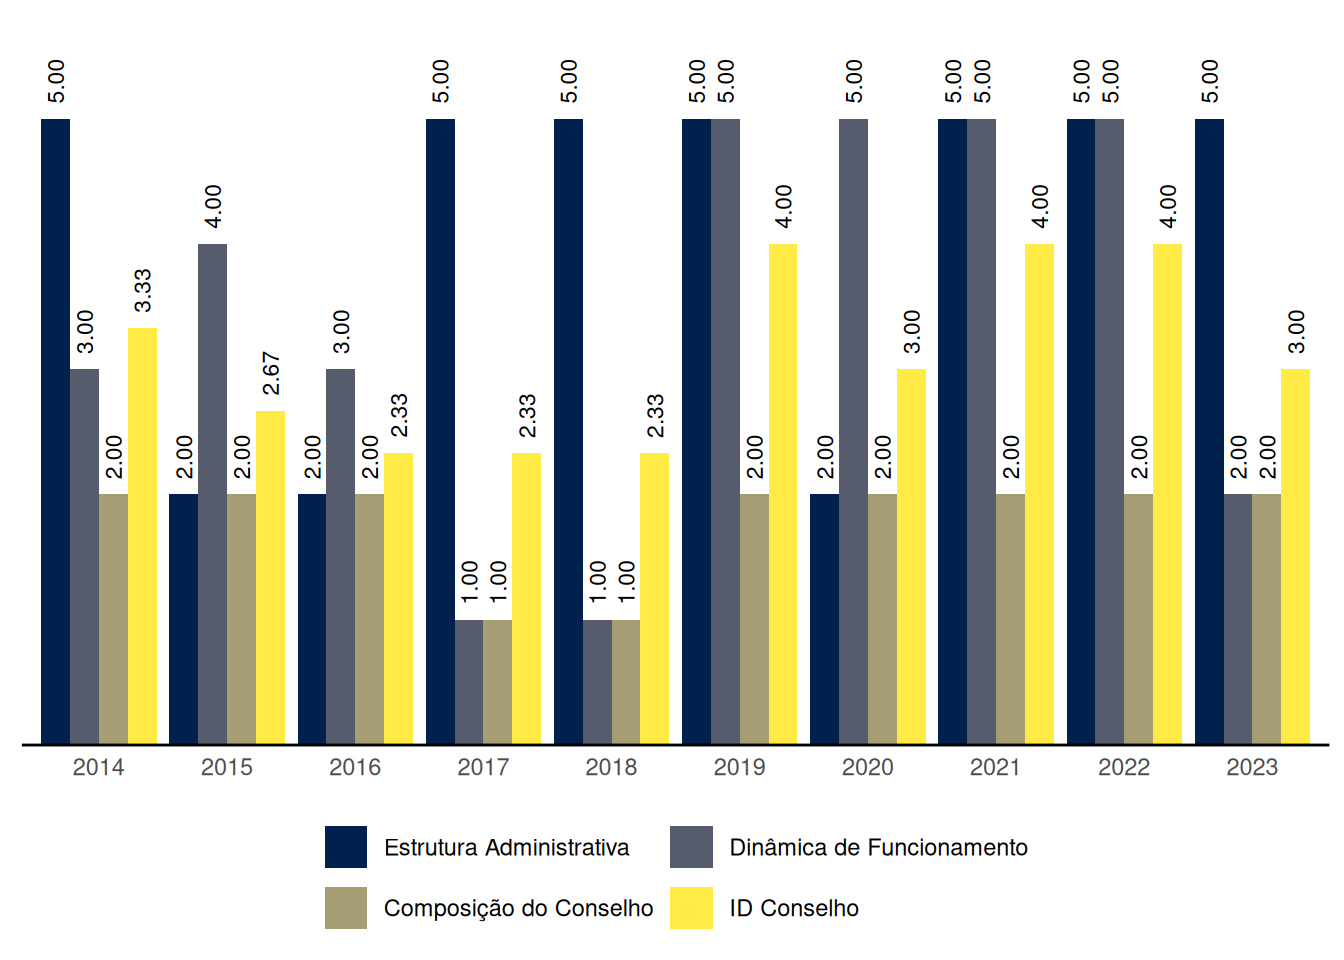 5.00 3.00 2.00 3.33 2.00 4.00 2.00 2.67 2.00 3.00 2.00 2.33 5.00 1.00 1.00 2.33 5.00 1.00 1.00 2.33 5.00 5.00 2.00 4.00 2.00 5.00 2.00 3.00 5.00 5.00 2.00 4.00 5.00 5.00 2.00 4.00 5.00 2.00 2.00 3.00
2014 2015 2016 2017 2018 2019 2020 2021 2022 2023
Estrutura Administrativa Dinâmica de Funcionamento
Composição do Conselho ID Conselho